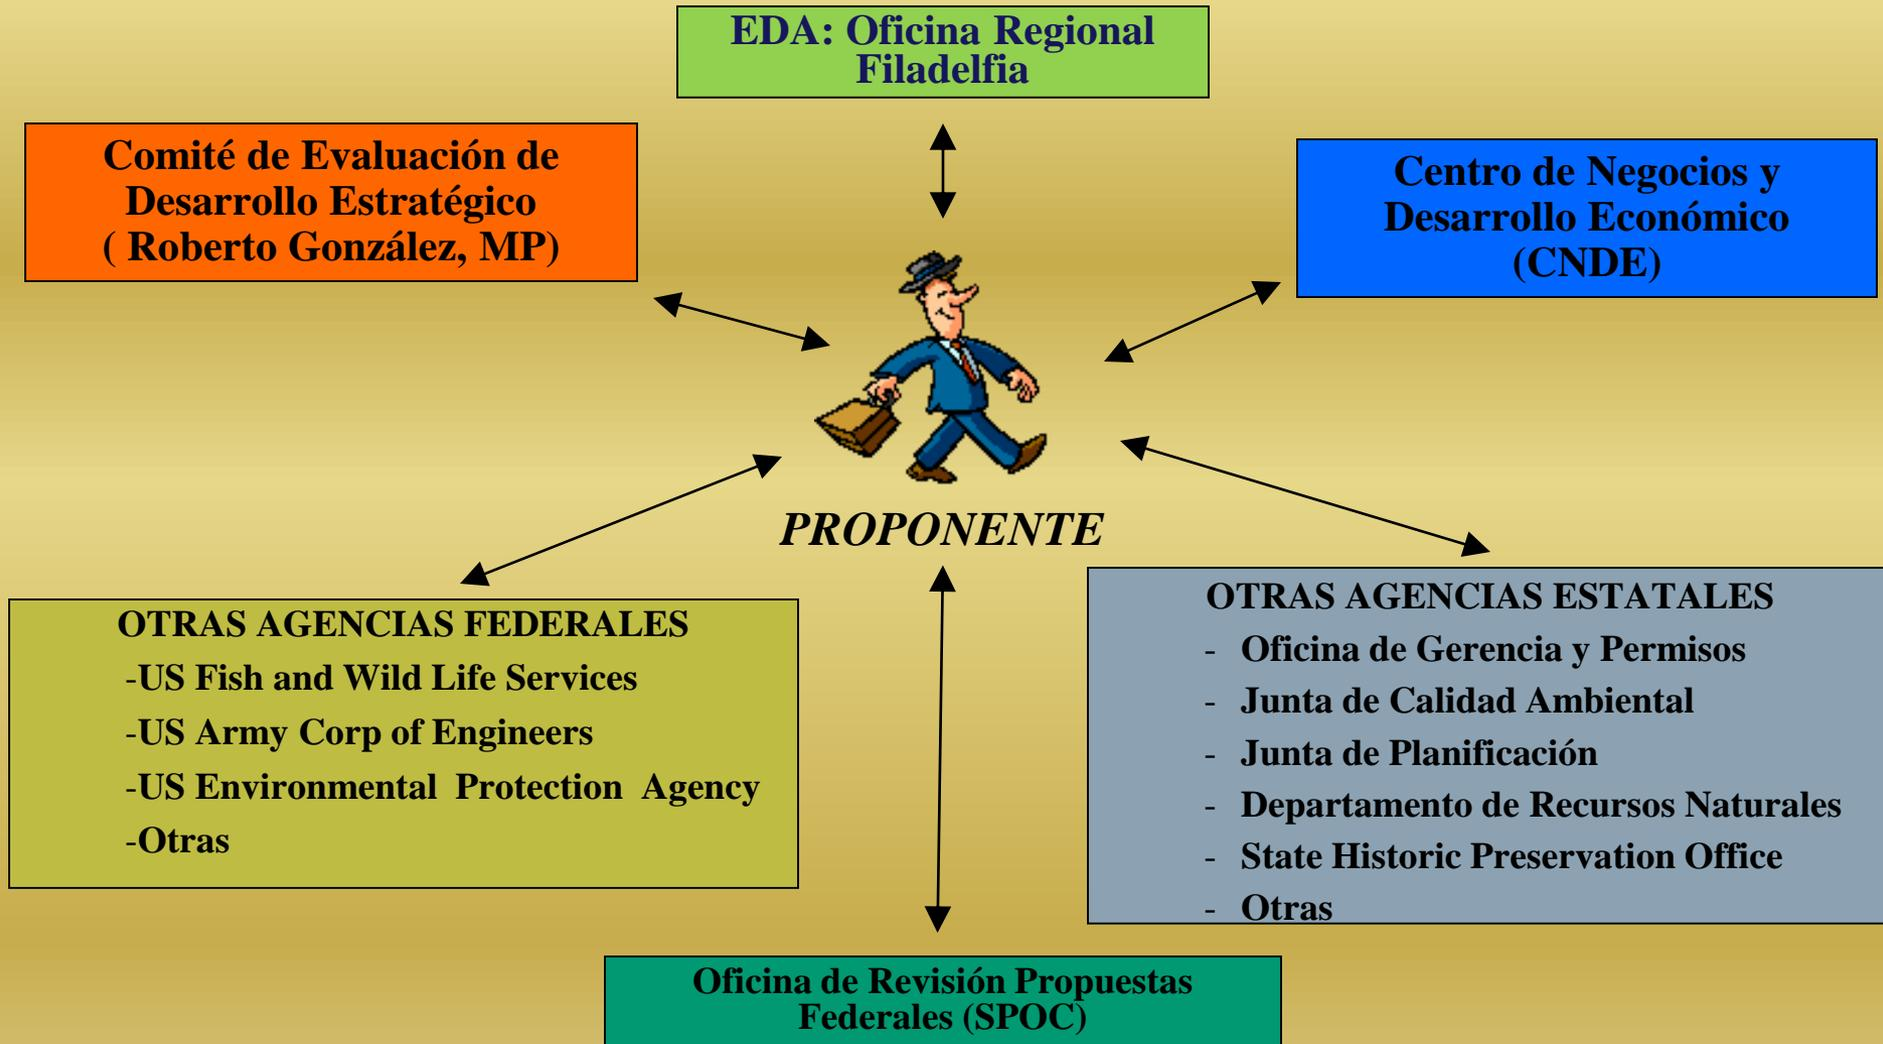 EDA: Oficina Regional
Filadelfia
Comité de Evaluación de
Desarrollo Estratégico
( Roberto González, MP)
Centro de Negocios y
Desarrollo Económico
(CNDE)
PROPONENTE
OTRAS AGENCIAS FEDERALES
-US Fish and Wild Life Services
-US Army Corp of Engineers
-US Environmental Protection Agency
-Otras
OTRAS AGENCIAS ESTATALES
- Oficina de Gerencia y Permisos
- Junta de Calidad Ambiental
- Junta de Planificación
- Departamento de Recursos Naturales
- State Historic Preservation Office
- Otras
Oficina de Revisión Propuestas
Federales (SPOC)